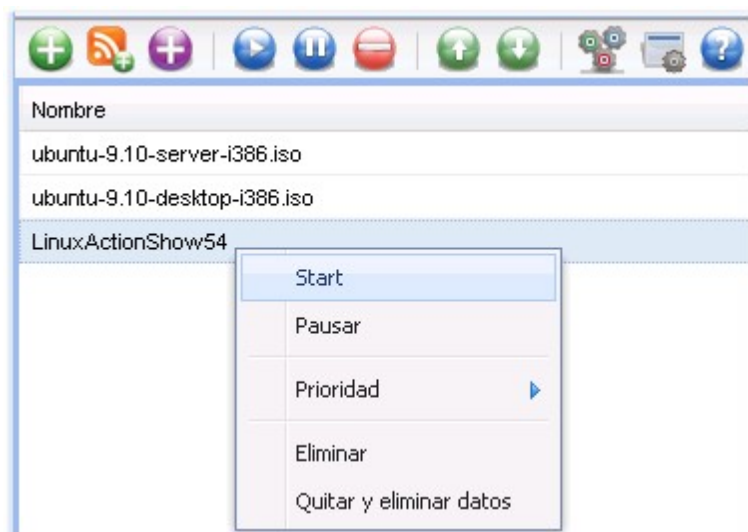 Nombre
ubuntu-9.10-server-i386.iso
ubuntu-9.10-desktop-i386.iso
LinuxActionShow54
Start
Pausar
Prioridad
Eliminar
Quitar y eliminar datos